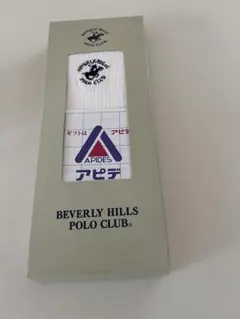 BEVERLY HILLS
POLO CLUB
ギフトは
アピデ
APIDES
アピデ
BEVERLY HILLS
POLO CLUB®